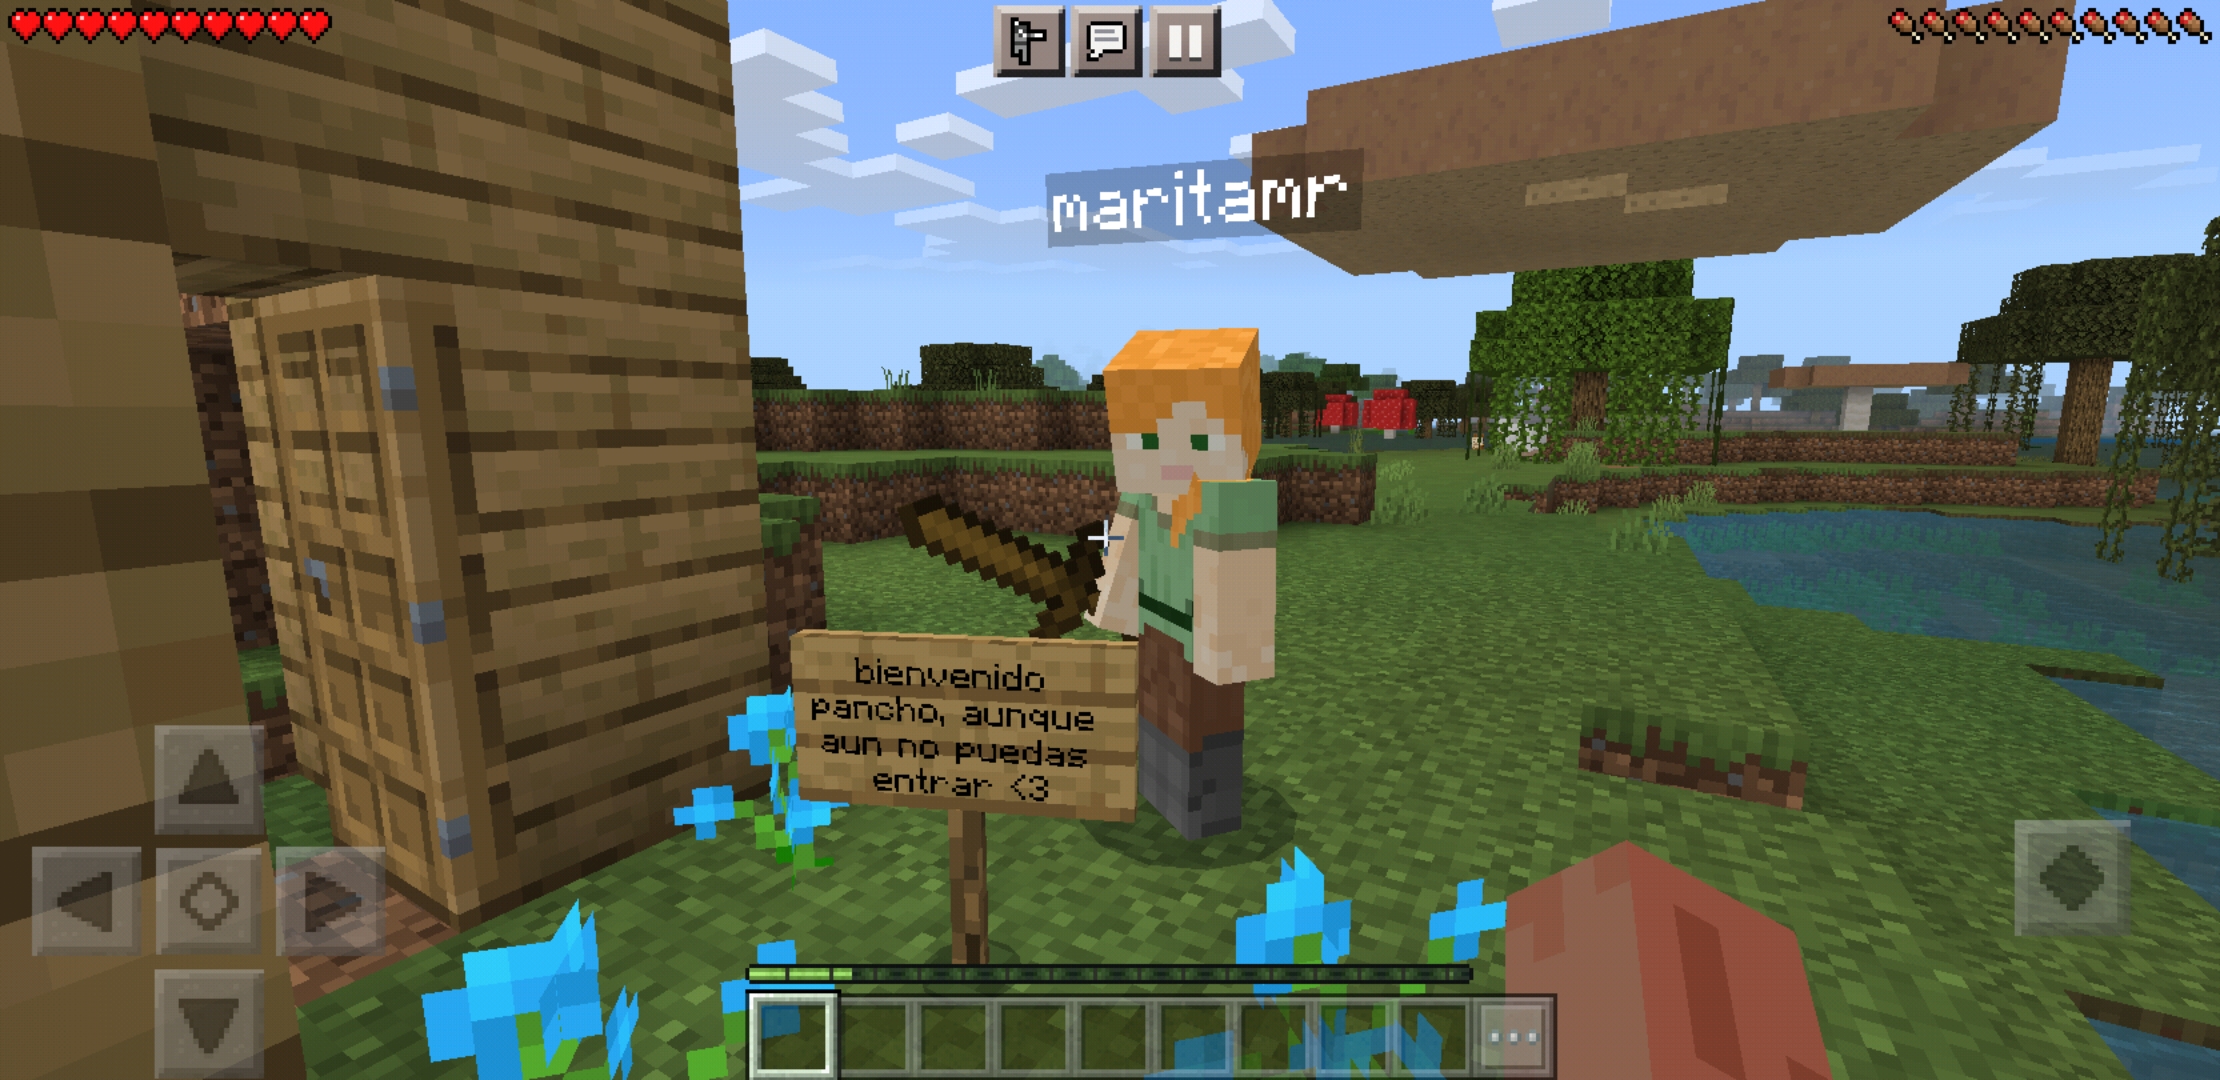 maritamr
bienvenido
pancho, aunque
aun no puedas
entrar <3